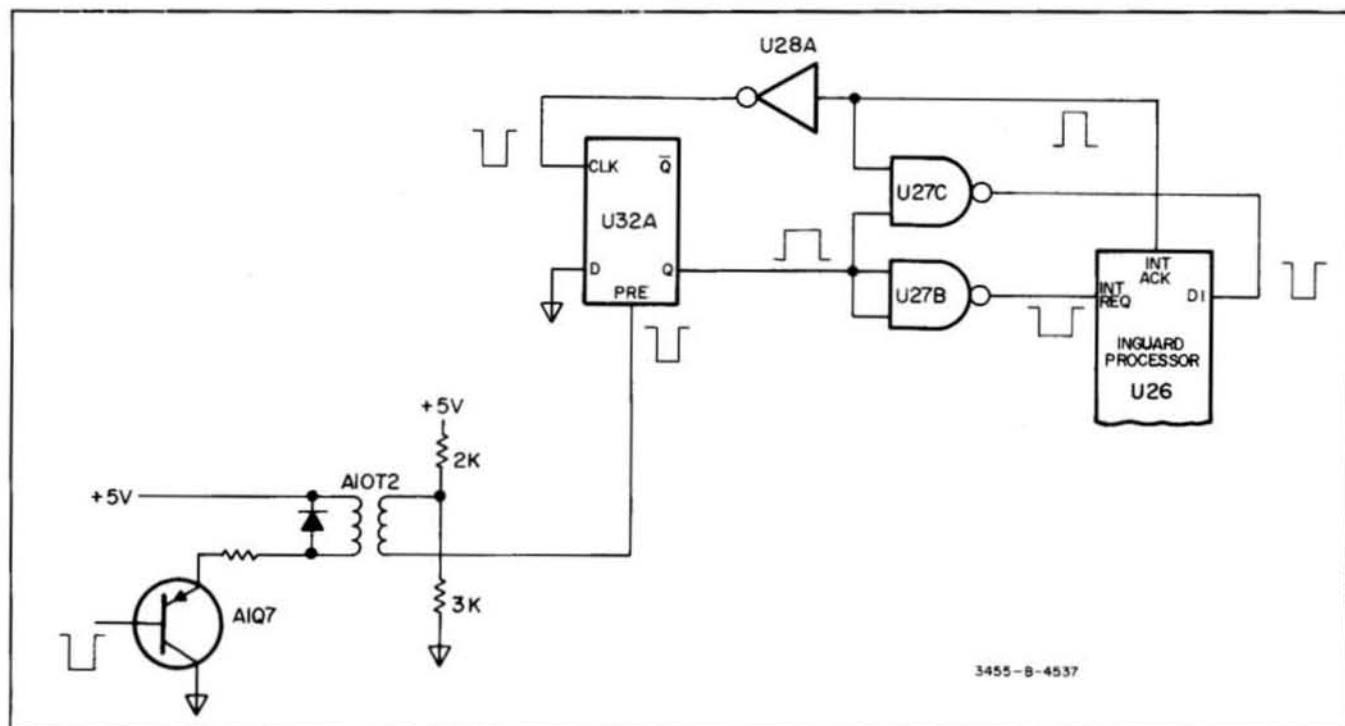 U28A
CLK
Q
U32A
D
Q
PRE
U27C
U27B
INT ACK
INT REQ
DI
INGUARD PROCESSOR
U26
+5V
2K
A10T2
+5V
3K
A1Q7
3455-B-4537